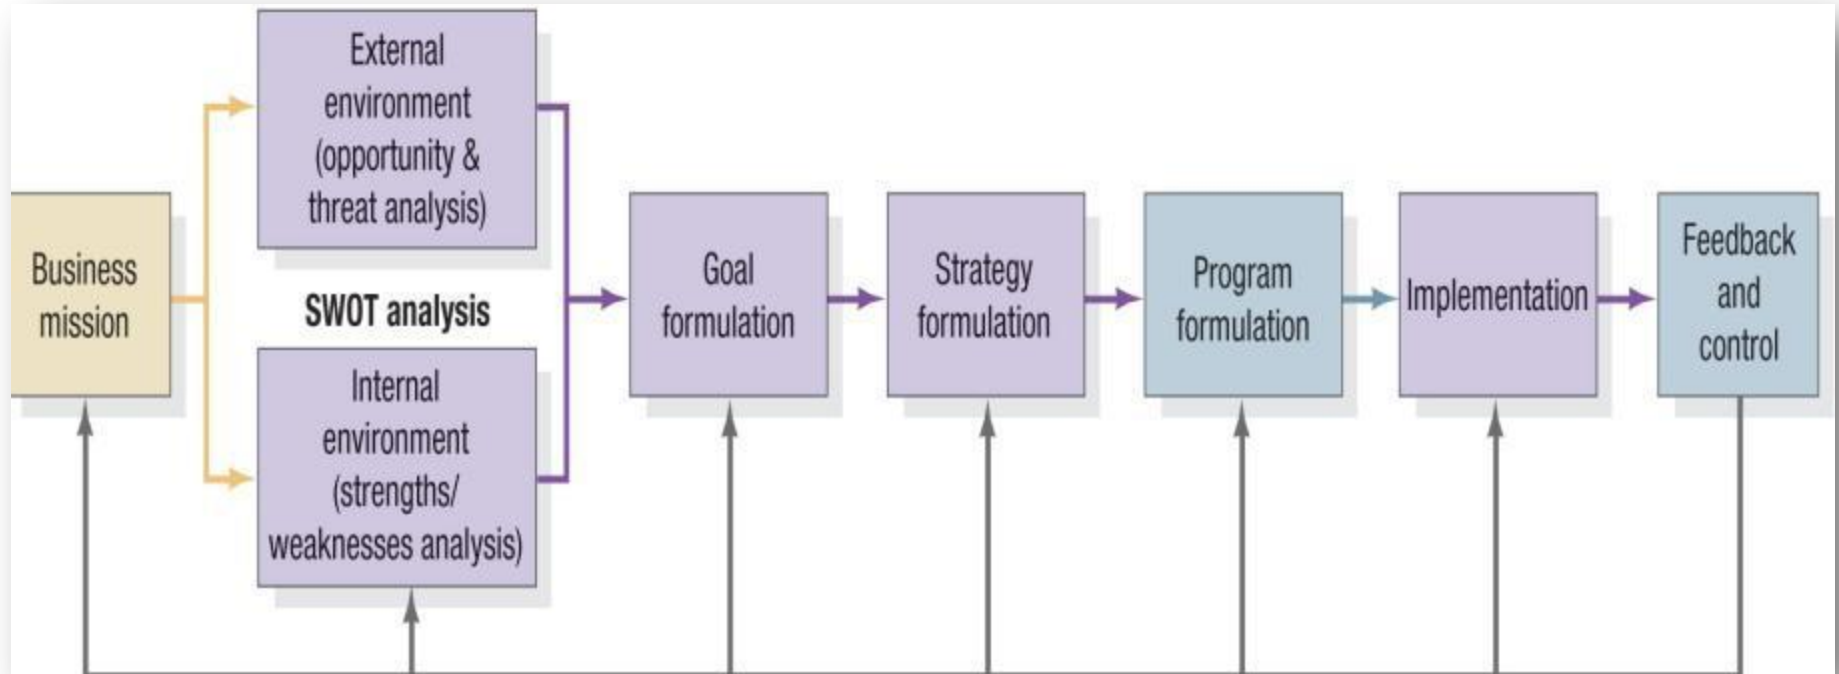 Business
mission
External
environment
(opportunity &
threat analysis)
SWOT analysis
Internal
environment
(strengths/
weaknesses analysis)
Goal
formulation
Strategy
formulation
Program
formulation
Implementation
Feedback
and
control